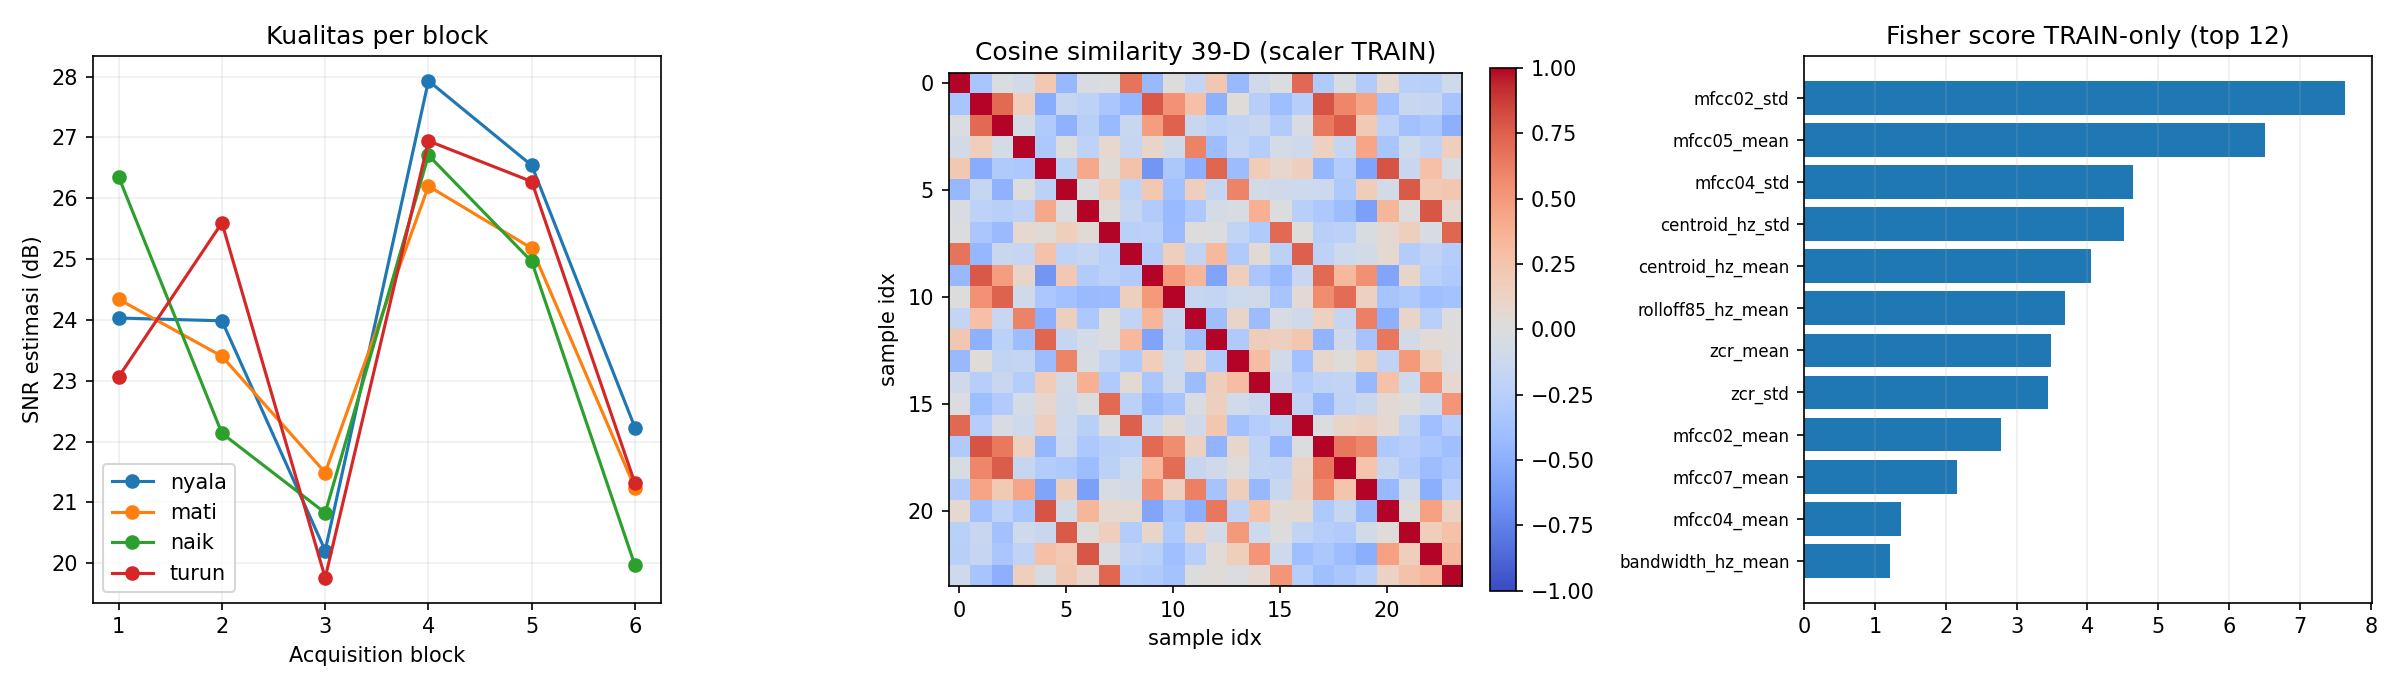 Kualitas per block
SNR estimasi (dB)
28
27
26
25
24
23
22
21
20
nyala
mati
naik
turun
1 2 3 4 5 6
Acquisition block
Cosine similarity 39-D (scaler TRAIN)
sample idx
0
5
10
15
20
0 5 10 15 20
sample idx
1.00
0.75
0.50
0.25
0.00
−0.25
−0.50
−0.75
−1.00
Fisher score TRAIN-only (top 12)
mfcc02_std
mfcc05_mean
mfcc04_std
centroid_hz_std
centroid_hz_mean
rolloff85_hz_mean
zcr_mean
zcr_std
mfcc02_mean
mfcc07_mean
mfcc04_mean
bandwidth_hz_mean
0 1 2 3 4 5 6 7 8